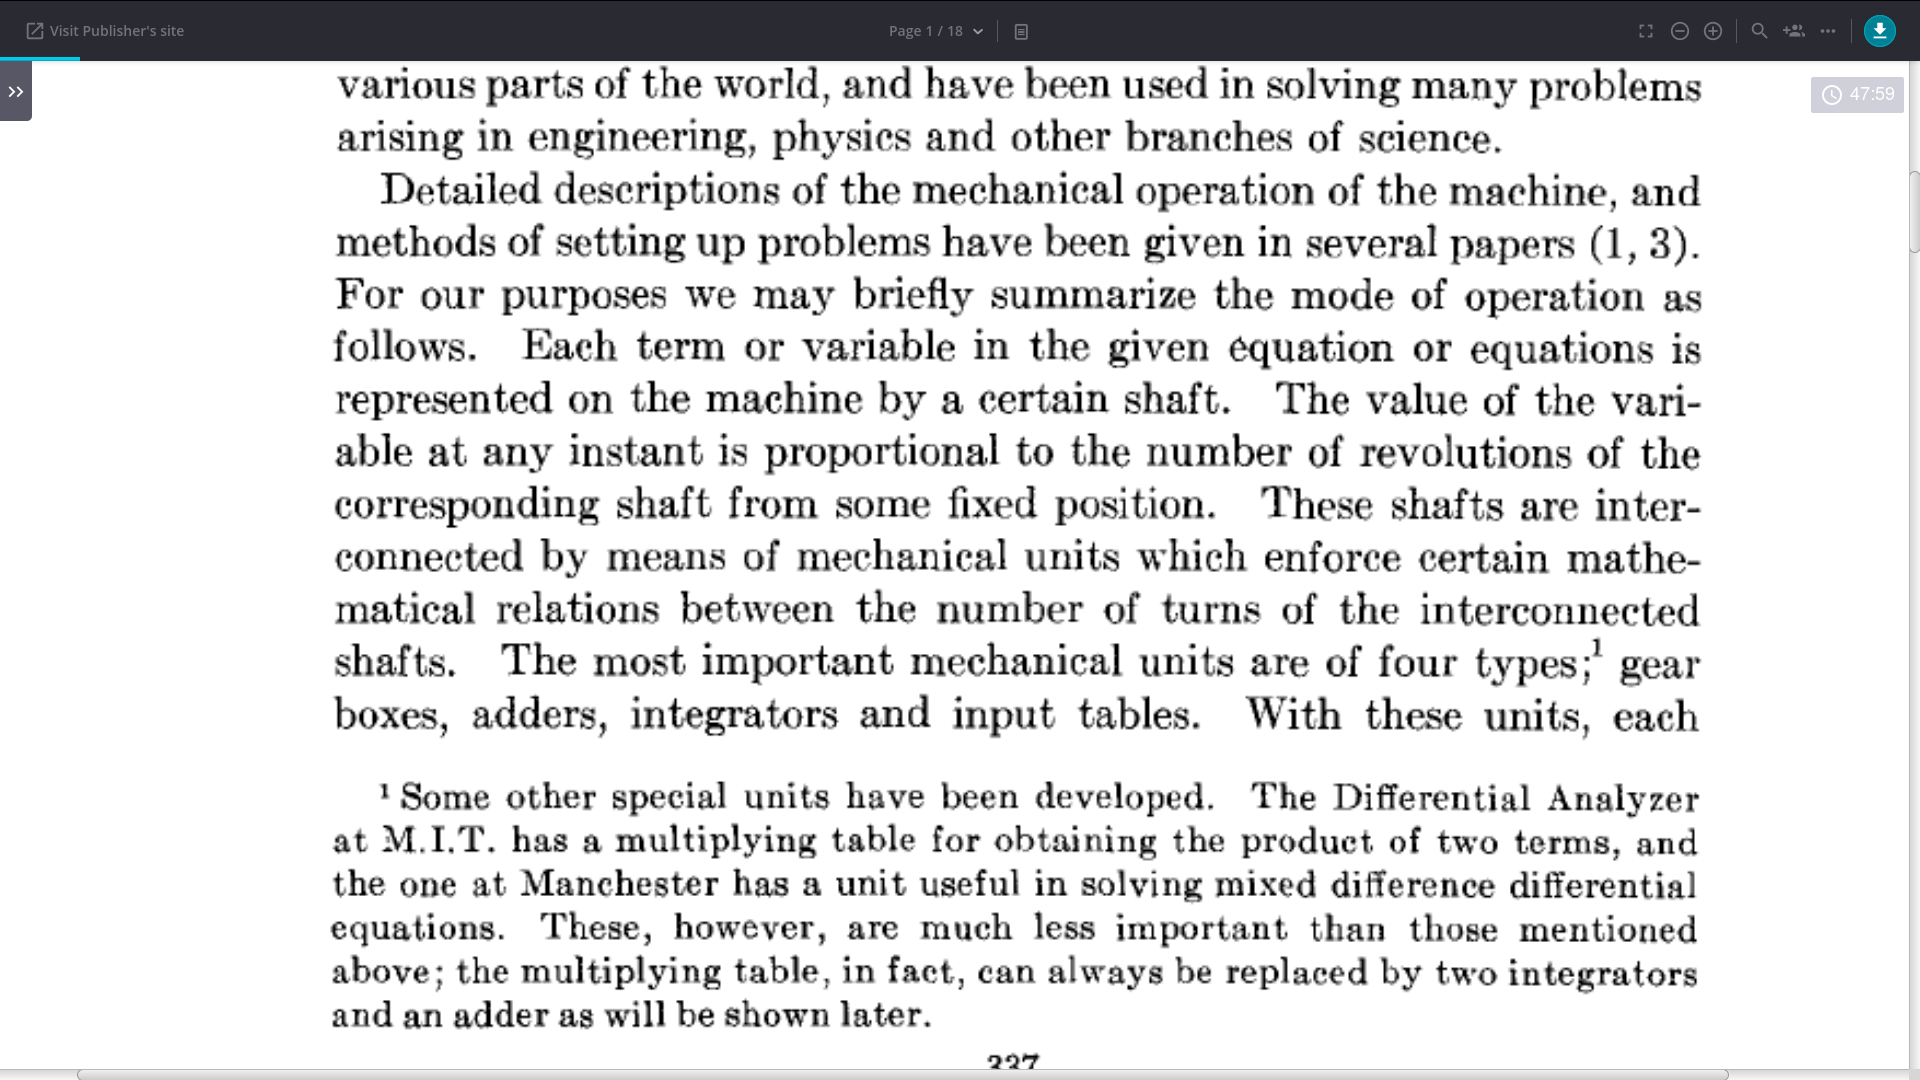 Visit Publisher's site
Page 1 / 18
47:59
various parts of the world, and have been used in solving many problems
arising in engineering, physics and other branches of science.
Detailed descriptions of the mechanical operation of the machine, and
methods of setting up problems have been given in several papers (1, 3).
For our purposes we may briefly summarize the mode of operation as
follows. Each term or variable in the given equation or equations is
represented on the machine by a certain shaft. The value of the vari-
able at any instant is proportional to the number of revolutions of the
corresponding shaft from some fixed position. These shafts are inter-
connected by means of mechanical units which enforce certain mathe-
matical relations between the number of turns of the interconnected
shafts. The most important mechanical units are of four types;¹ gear
boxes, adders, integrators and input tables. With these units, each
¹ Some other special units have been developed. The Differential Analyzer
at M.I.T. has a multiplying table for obtaining the product of two terms, and
the one at Manchester has a unit useful in solving mixed difference differential
equations. These, however, are much less important than those mentioned
above; the multiplying table, in fact, can always be replaced by two integrators
and an adder as will be shown later.
337